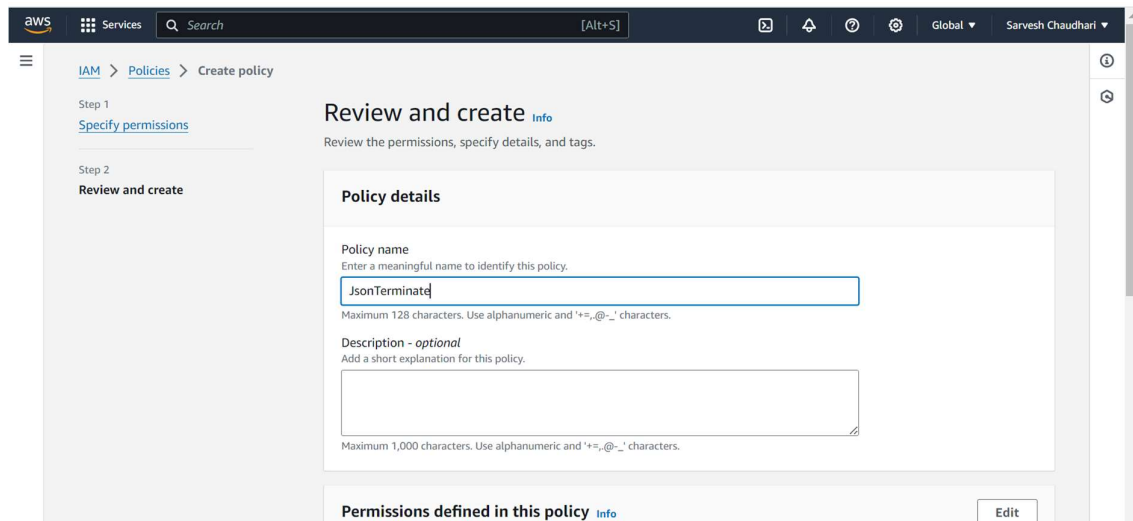 aws Services Search [Alt+S] Global Sarvesh Chaudhari
IAM > Policies > Create policy
Step 1
Specify permissions
Step 2
Review and create
Review and create Info
Review the permissions, specify details, and tags.
Policy details
Policy name
Enter a meaningful name to identify this policy.
JsonTerminate
Maximum 128 characters. Use alphanumeric and '+=,.@-_' characters.
Description - optional
Add a short explanation for this policy.
Maximum 1,000 characters. Use alphanumeric and '+=,.@-_' characters.
Permissions defined in this policy Info
Edit